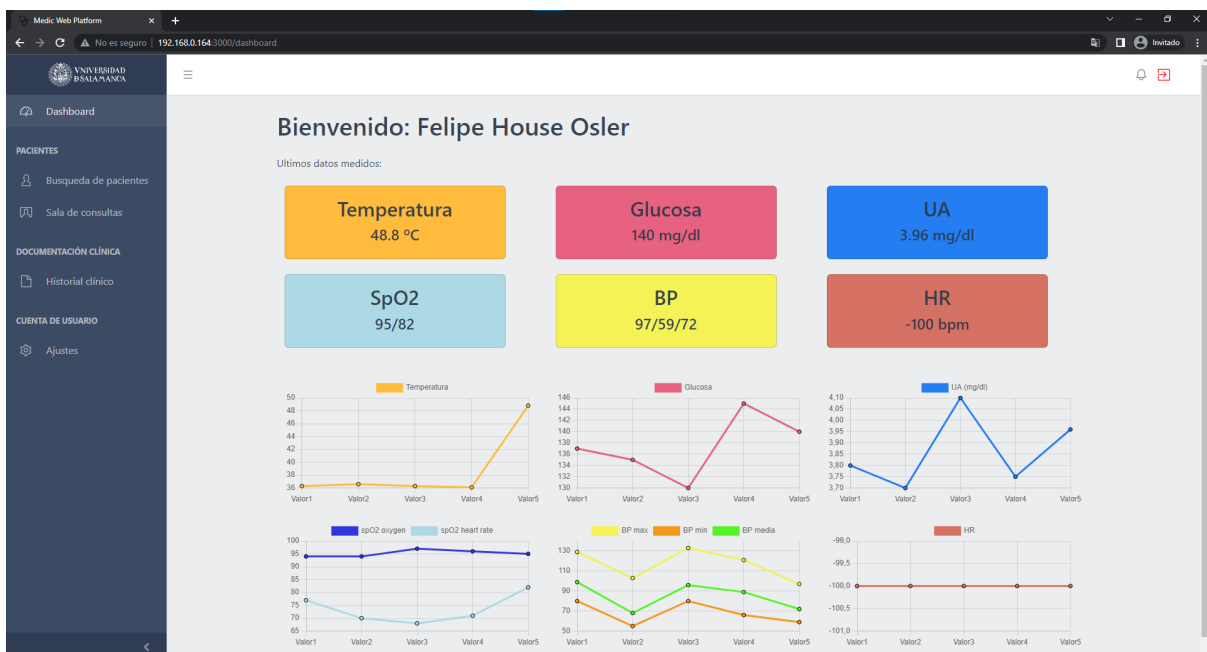 Medic Web Platform
No es seguro | 192.168.0.164:3000/dashboard
Invitado
VNIVERSIDAD
D SALAMANCA
Dashboard
PACIENTES
Busqueda de pacientes
Sala de consultas
DOCUMENTACIÓN CLÍNICA
Historial clínico
CUENTA DE USUARIO
Ajustes
Bienvenido: Felipe House Osler
Ultimos datos medidos:
Temperatura
48.8 ºC
Glucosa
140 mg/dl
UA
3.96 mg/dl
SpO2
95/82
BP
97/59/72
HR
-100 bpm
Temperatura
50
48
46
44
42
40
38
36
Valor1 Valor2 Valor3 Valor4 Valor5
Glucosa
146
144
142
140
138
136
134
132
130
Valor1 Valor2 Valor3 Valor4 Valor5
UA (mg/dl)
4,10
4,05
4,00
3,95
3,90
3,85
3,80
3,75
3,70
Valor1 Valor2 Valor3 Valor4 Valor5
spO2 oxygen spO2 heart rate
100
95
90
85
80
75
70
65
Valor1 Valor2 Valor3 Valor4 Valor5
BP max BP min BP media
130
110
90
70
50
Valor1 Valor2 Valor3 Valor4 Valor5
HR
-99,0
-99,5
-100,0
-100,5
-101,0
Valor1 Valor2 Valor3 Valor4 Valor5